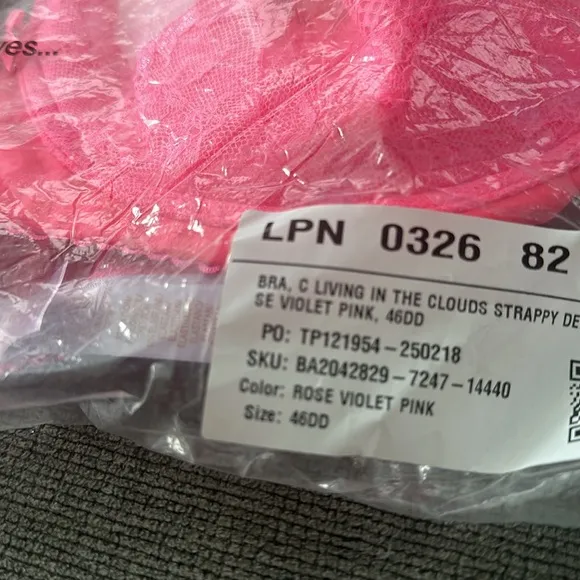 yes...
LPN 0326 82
BRA, C LIVING IN THE CLOUDS STRAPPY DE
SE VIOLET PINK, 46DD
PO: TP121954-250218
SKU: BA2042829-7247-14440
Color: ROSE VIOLET PINK
Size: 46DD